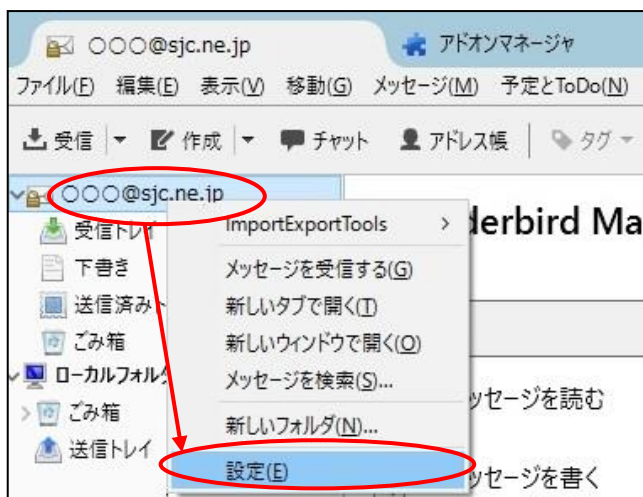 ○○○@sjc.ne.jp
アドオンマネージャ
ファイル(F) 編集(E) 表示(V) 移動(G) メッセージ(M) 予定とToDo(N)
受信 作成 チャット アドレス帳 タグ
○○○@sjc.ne.jp
受信トレイ
下書き
送信済みト
ごみ箱
ローカルフォル
ごみ箱
送信トレイ
ImportExportTools
メッセージを受信する(G)
新しいタブで開く(T)
新しいウィンドウで開く(O)
メッセージを検索(S)...
新しいフォルダ(N)...
設定(E)
derbird Ma
ッセージを読む
ッセージを書く